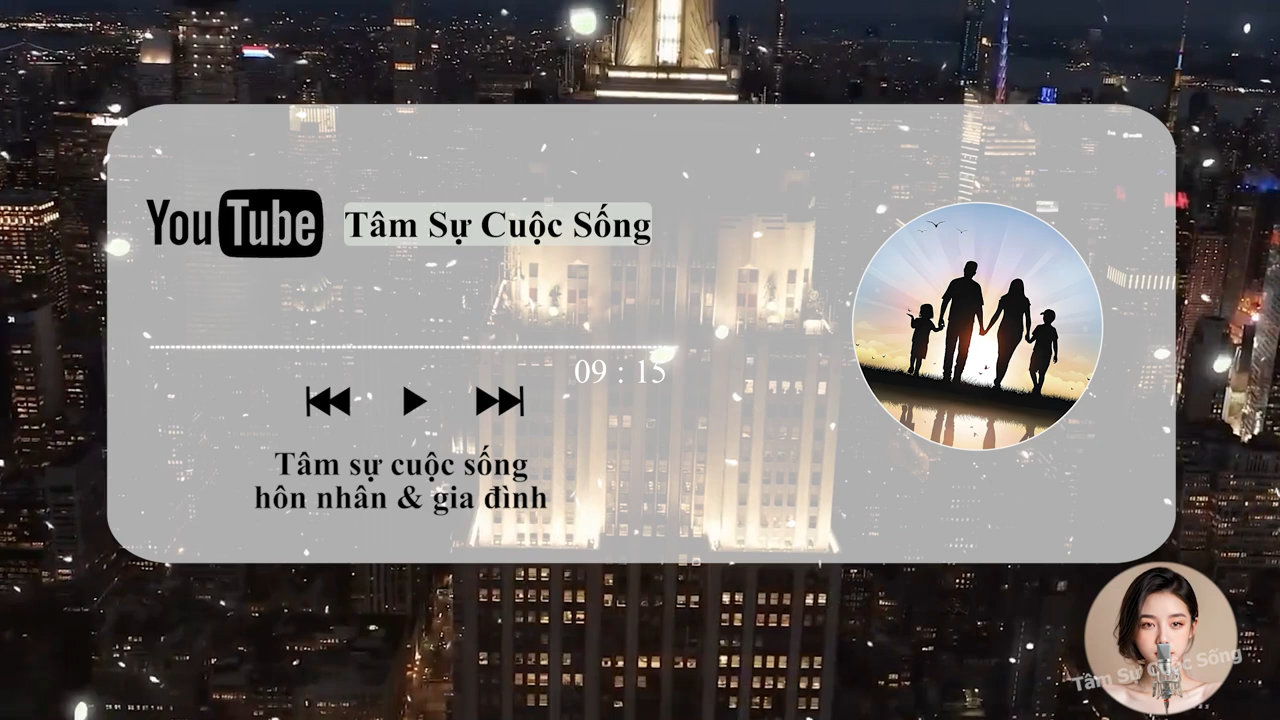 YouTube Tâm Sự Cuộc Sống
09 : 15
Tâm sự cuộc sống
hôn nhân & gia đình
Tâm Sự Cuộc Sống